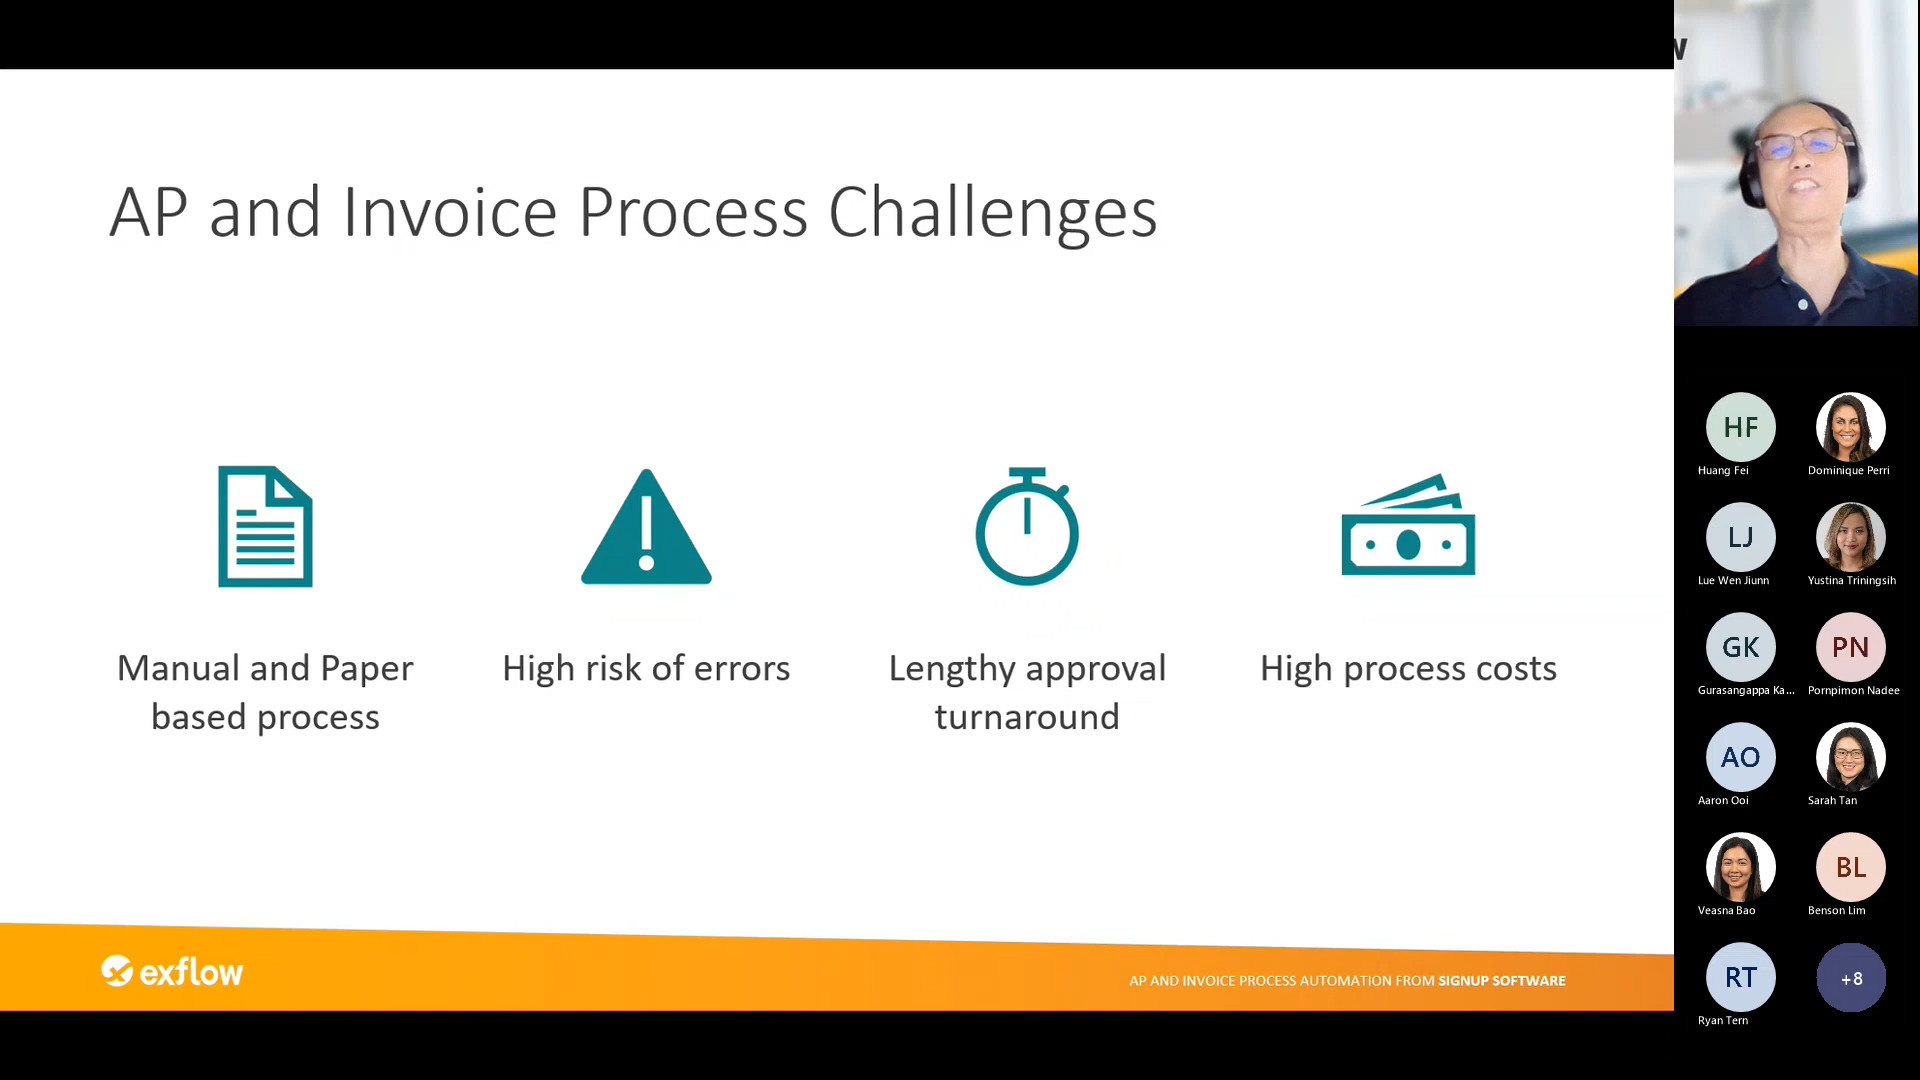 AP and Invoice Process Challenges
Manual and Paper
based process
High risk of errors
Lengthy approval
turnaround
High process costs
exflow
AP AND INVOICE PROCESS AUTOMATION FROM SIGNUP SOFTWARE
HF
Huang Fei
Dominique Perri
LJ
Lue Wen Jiunn
Yustina Triningsih
GK
Gurasangappa Ka...
PN
Pornpimon Nadee
AO
Aaron Ooi
Sarah Tan
Veasna Bao
BL
Benson Lim
RT
Ryan Tern
+8